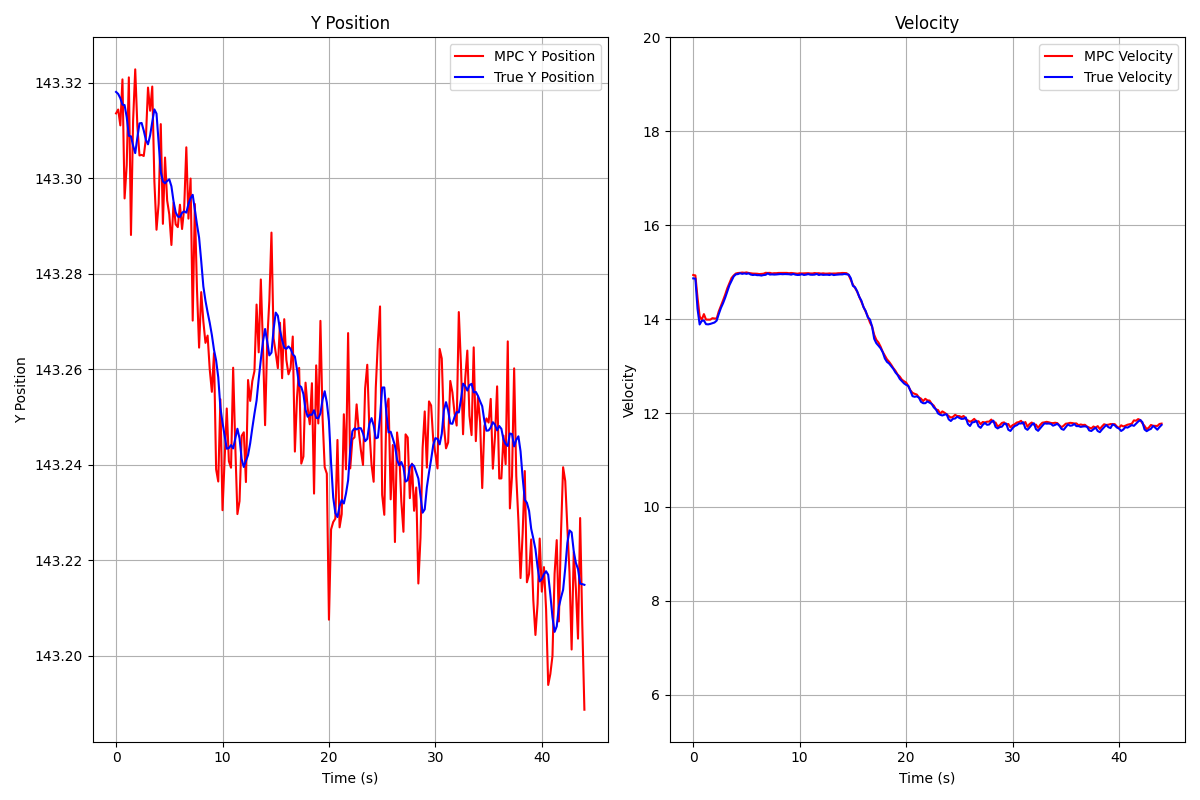 Y Position
MPC Y Position
True Y Position
143.32
143.30
143.28
143.26
143.24
143.22
143.20
Y Position
0
10
20
30
40
Time (s)
Velocity
MPC Velocity
True Velocity
20
18
16
14
12
10
8
6
Velocity
0
10
20
30
40
Time (s)